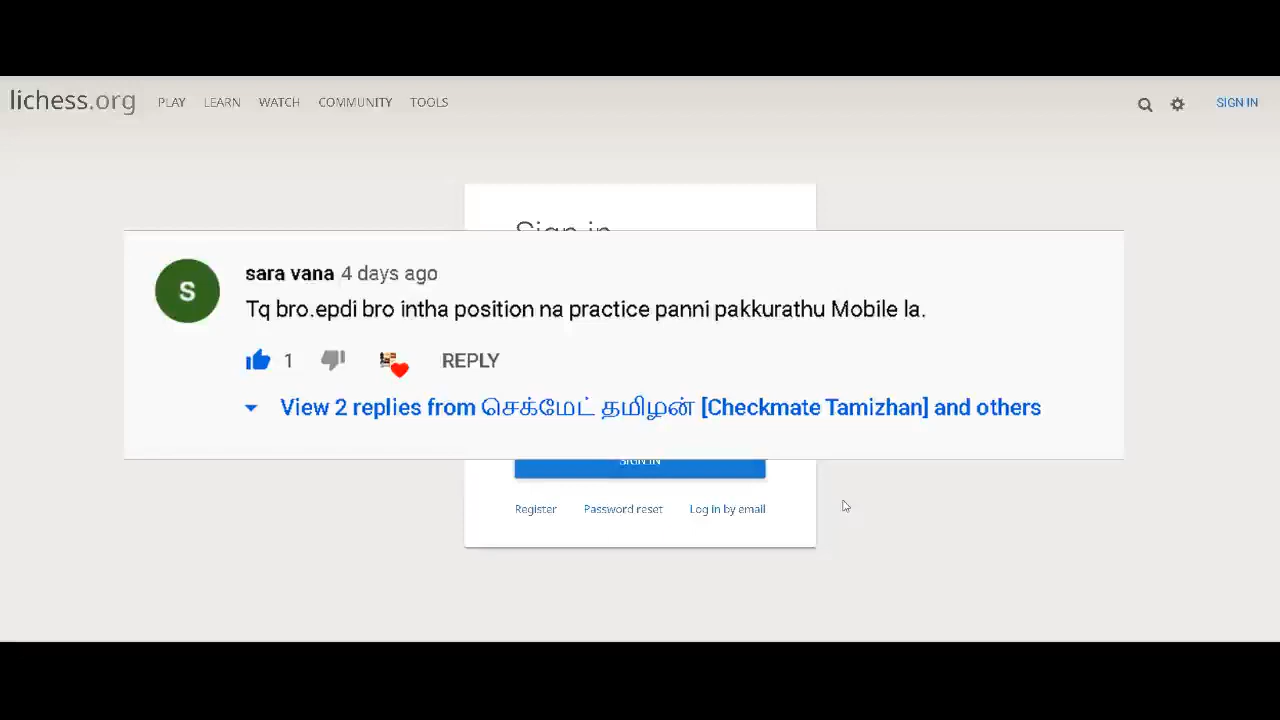 lichess.org PLAY LEARN WATCH COMMUNITY TOOLS SIGN IN
Sign in
S
sara vana 4 days ago
Tq bro.epdi bro intha position na practice panni pakkurathu Mobile la.
1 REPLY
View 2 replies from செக்மேட் தமிழன் [Checkmate Tamizhan] and others
SIGN IN
Register Password reset Log in by email